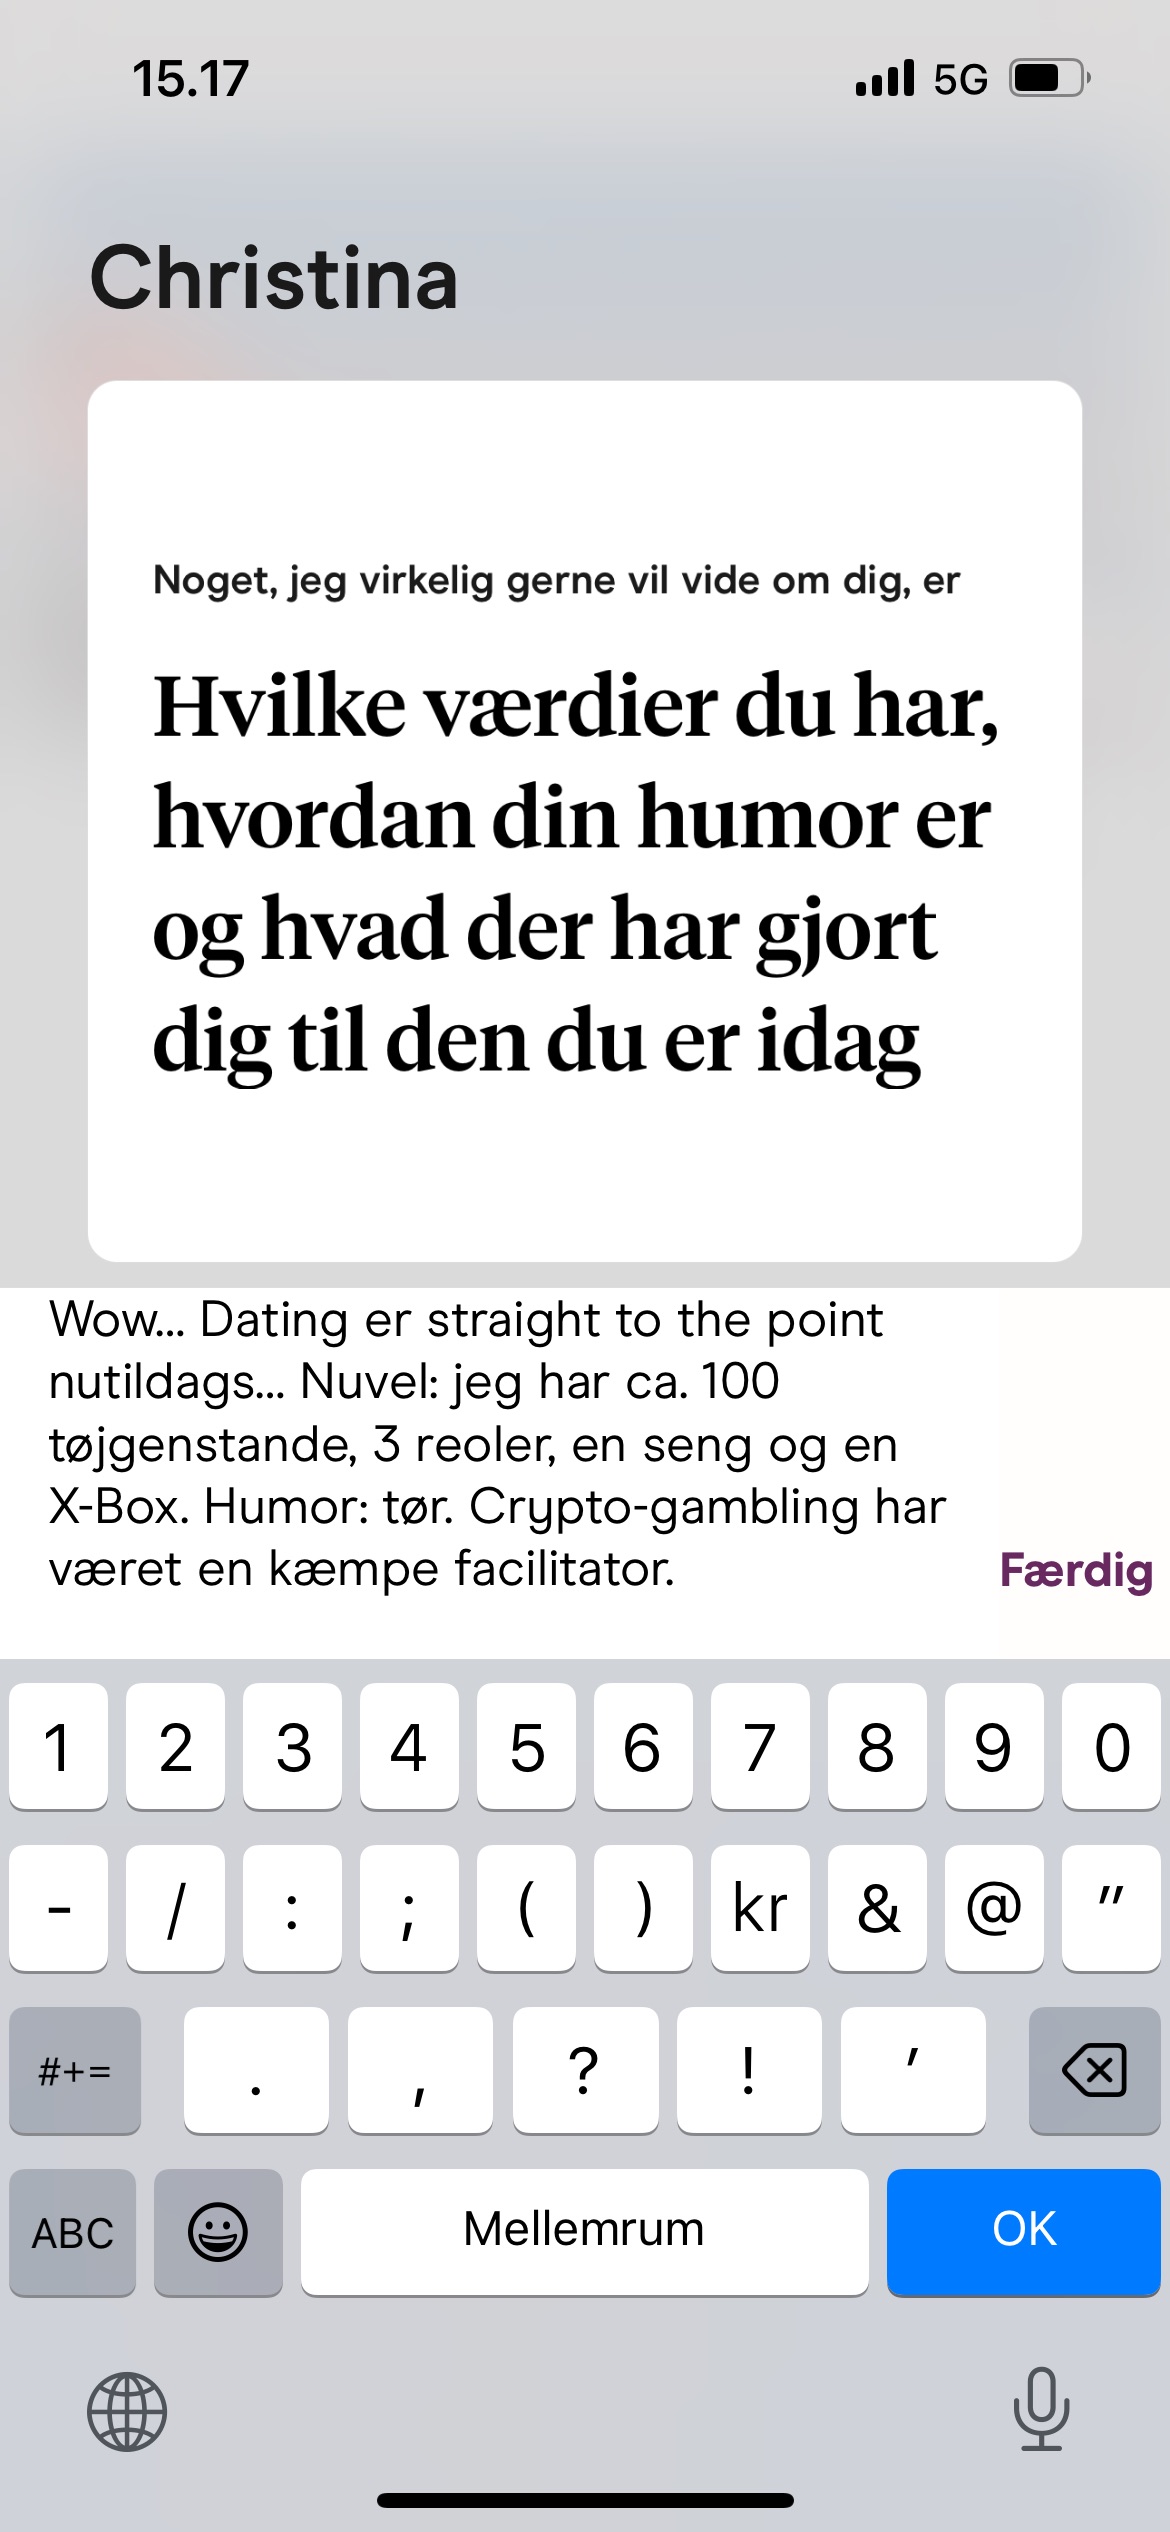 15.17
5G
Christina
Noget, jeg virkelig gerne vil vide om dig, er
Hvilke værdier du har,
hvordan din humor er
og hvad der har gjort
dig til den du er idag
Wow... Dating er straight to the point
nutildags... Nuvel: jeg har ca. 100
tøjgenstande, 3 reoler, en seng og en
X-Box. Humor: tør. Crypto-gambling har
været en kæmpe facilitator.
Færdig
1 2 3 4 5 6 7 8 9 0
- / : ; ( ) kr & @ "
#+= . , ? ! '
ABC Mellemrum OK